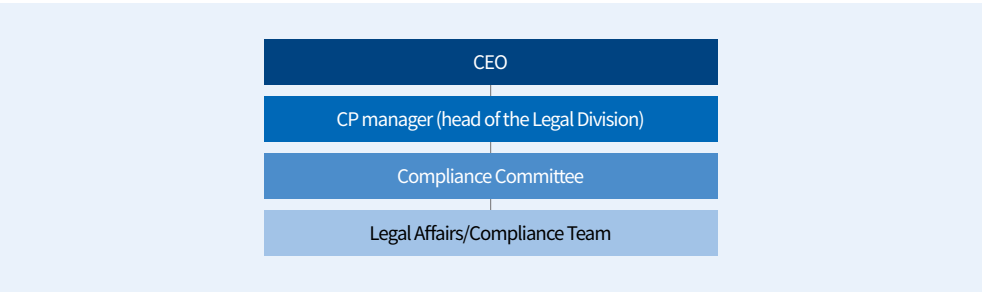 CEO
CP manager (head of the Legal Division)
Compliance Committee
Legal Affairs/Compliance Team